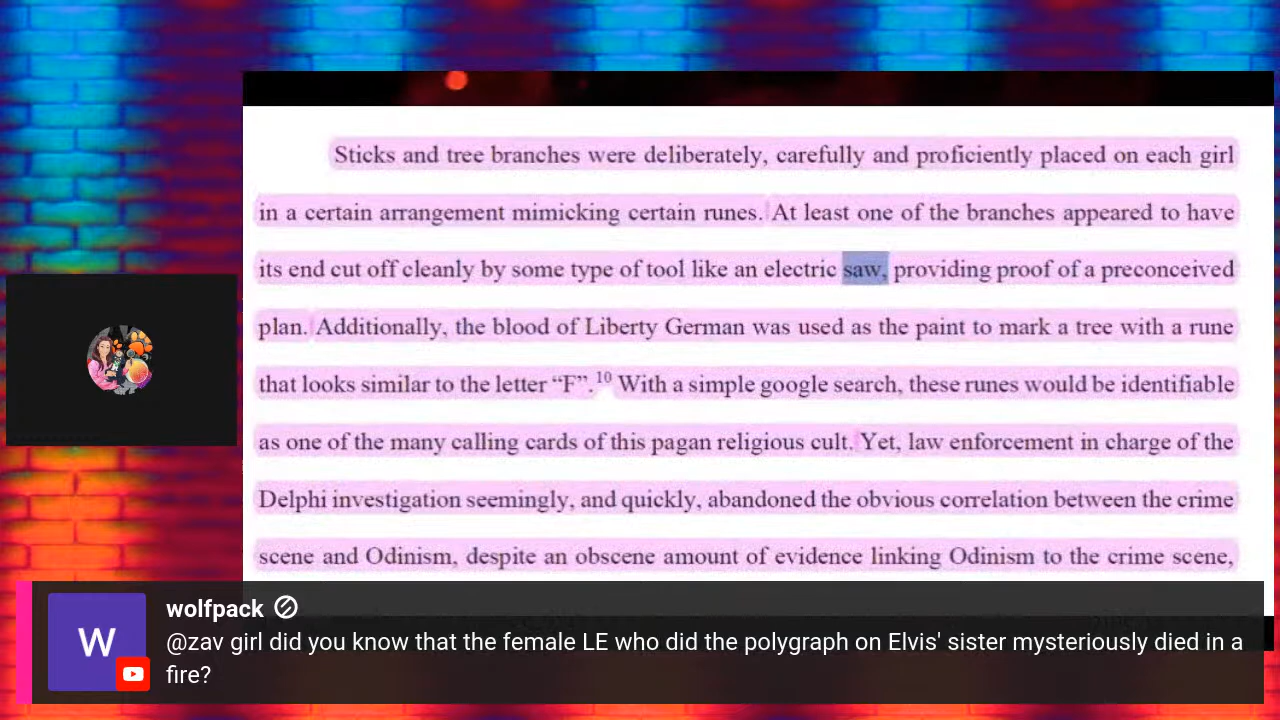 Sticks and tree branches were deliberately, carefully and proficiently placed on each girl
in a certain arrangement mimicking certain runes. At least one of the branches appeared to have
its end cut off cleanly by some type of tool like an electric saw, providing proof of a preconceived
plan. Additionally, the blood of Liberty German was used as the paint to mark a tree with a rune
that looks similar to the letter “F”.10 With a simple google search, these runes would be identifiable
as one of the many calling cards of this pagan religious cult. Yet, law enforcement in charge of the
Delphi investigation seemingly, and quickly, abandoned the obvious correlation between the crime
scene and Odinism, despite an obscene amount of evidence linking Odinism to the crime scene,
W
wolfpack
@zav girl did you know that the female LE who did the polygraph on Elvis' sister mysteriously died in a
fire?